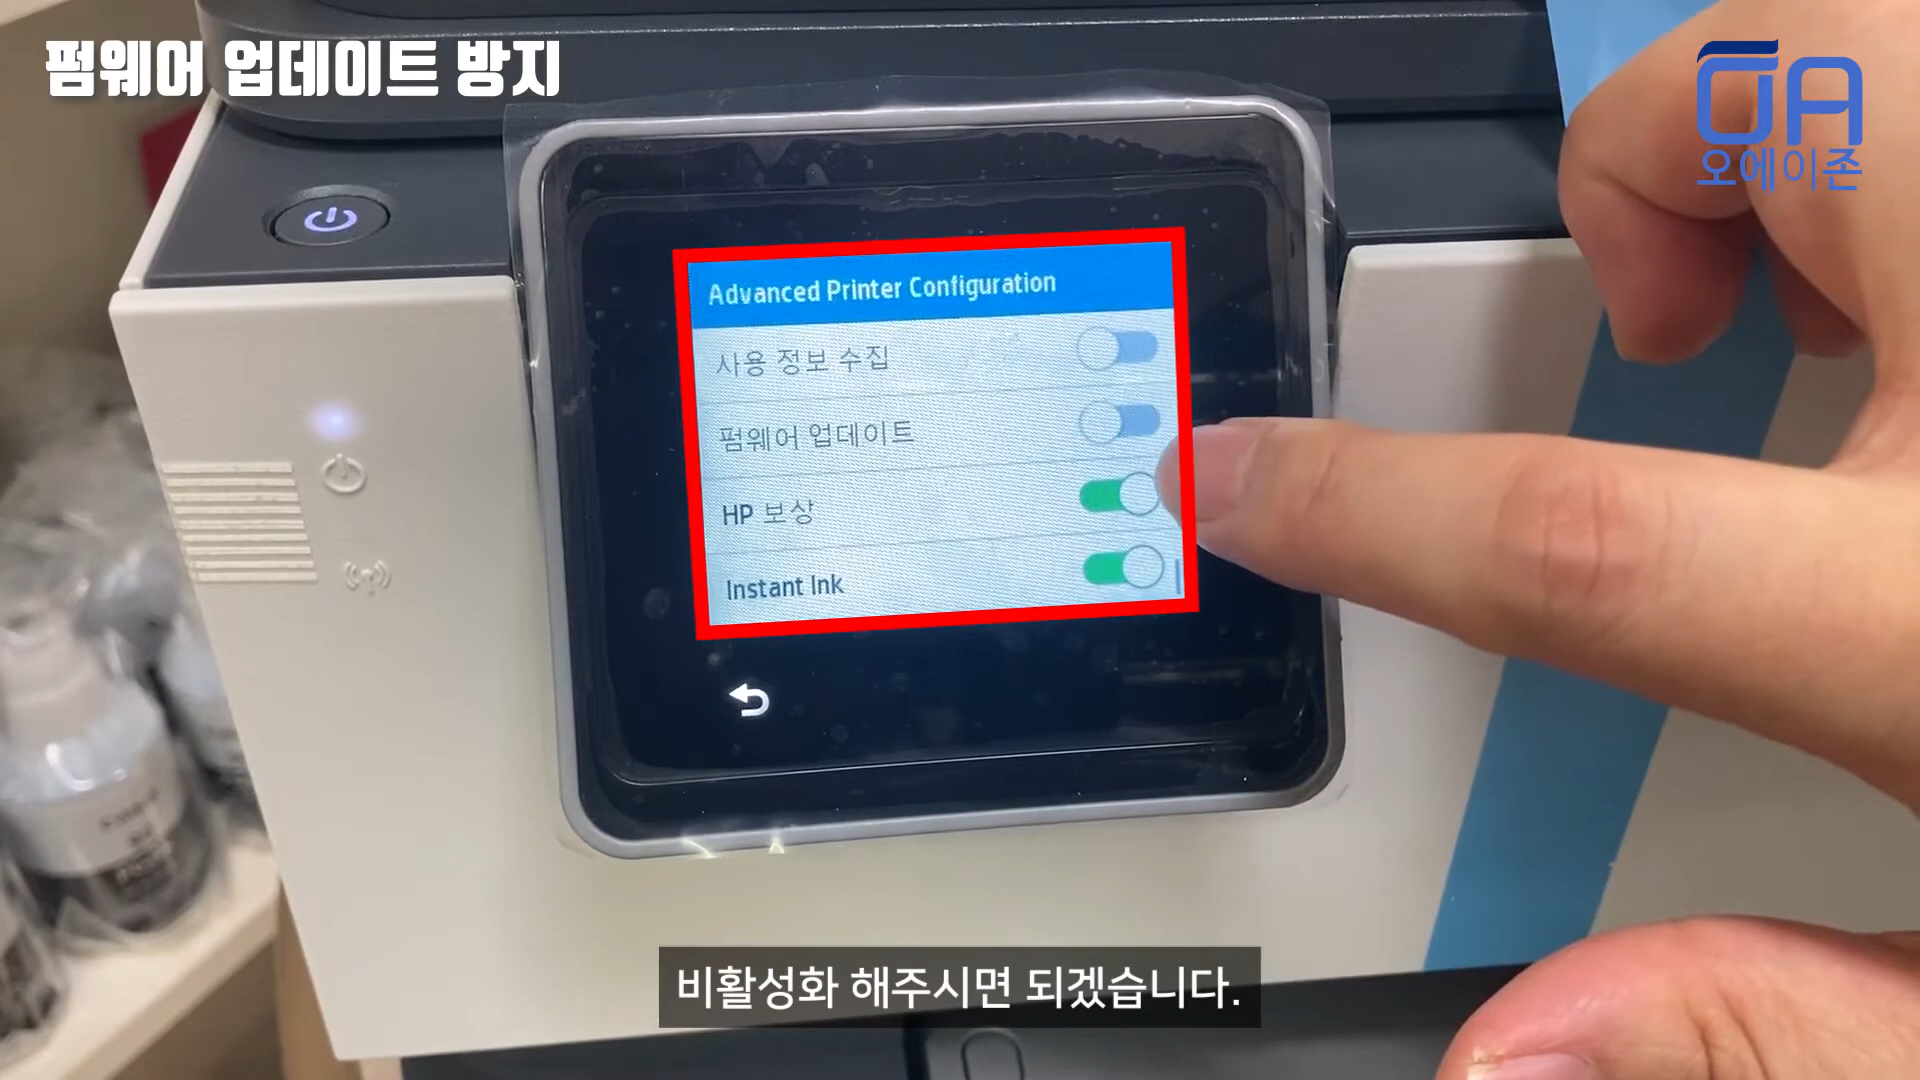 펌웨어 업데이트 방지
오에이존
Advanced Printer Configuration
사용 정보 수집
펌웨어 업데이트
HP 보상
Instant Ink
비활성화 해주시면 되겠습니다.